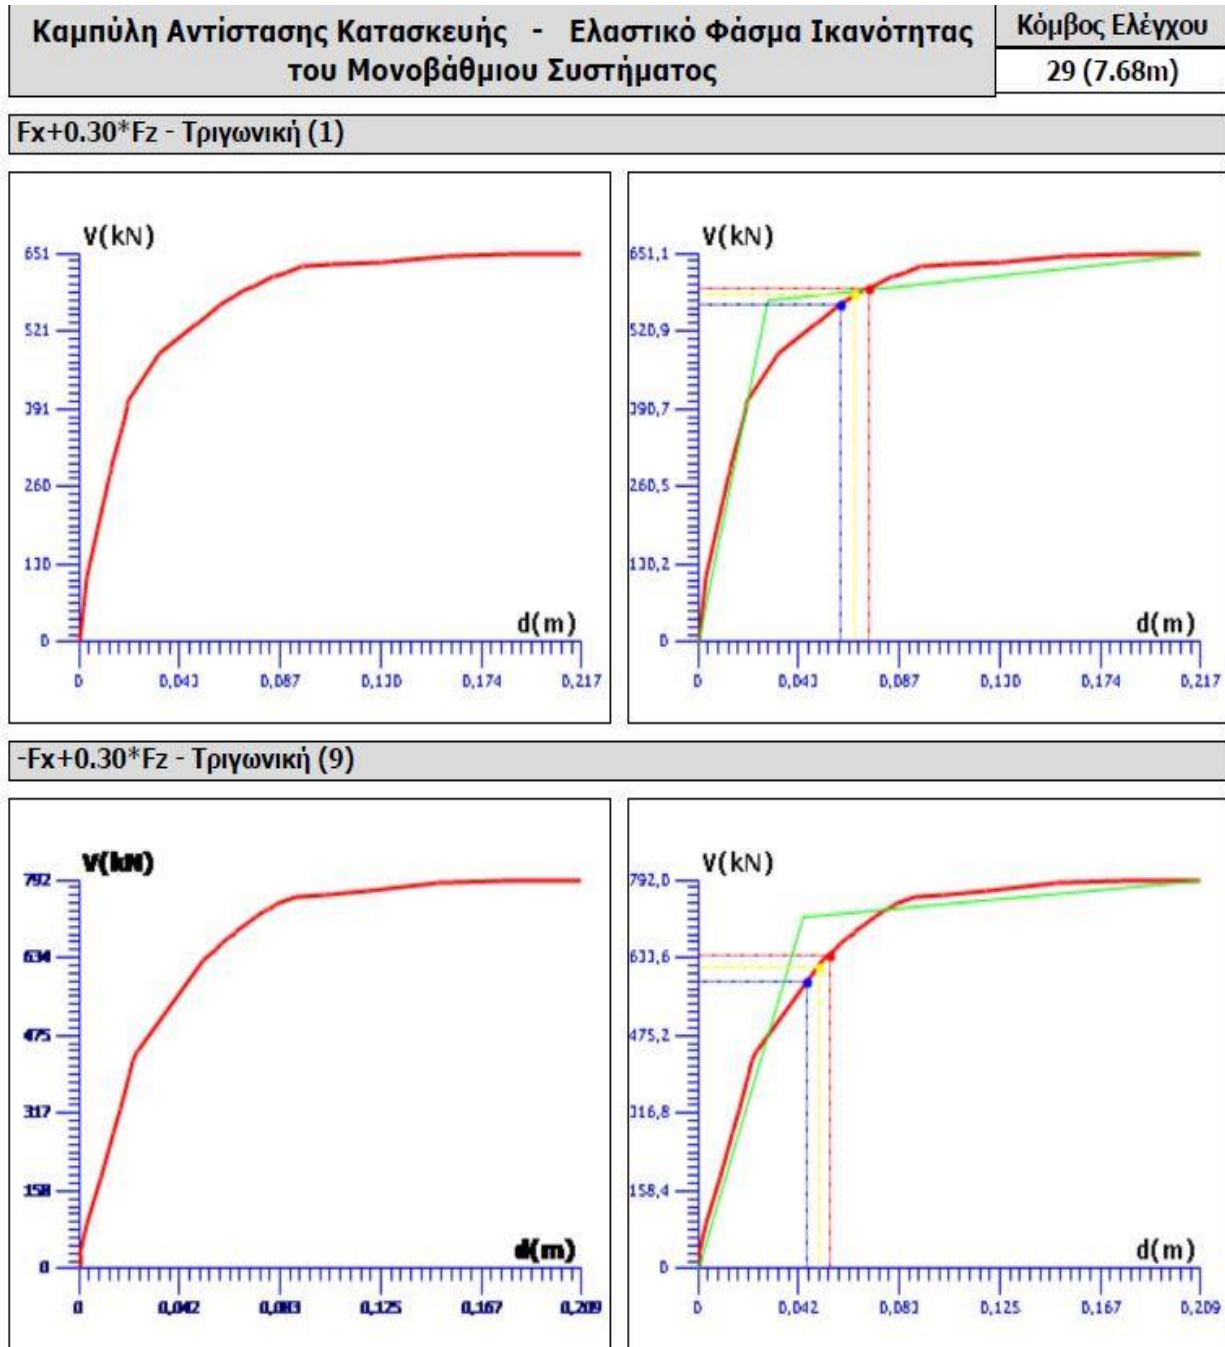 Καμπύλη Αντίστασης Κατασκευής - Ελαστικό Φάσμα Ικανότητας
του Μονοβάθμιου Συστήματος
Κόμβος Ελέγχου
29 (7.68m)
Fx+0.30*Fz - Τριγωνική (1)
V(kN)
651
521
391
260
130
0
d(m)
0 0,043 0,087 0,130 0,174 0,217
V(kN)
651,1
520,9
390,7
260,5
130,2
0
d(m)
0 0,043 0,087 0,130 0,174 0,217
-Fx+0.30*Fz - Τριγωνική (9)
V(kN)
792
634
475
317
158
0
d(m)
0 0,042 0,083 0,125 0,167 0,209
V(kN)
792,0
633,6
475,2
316,8
158,4
0
d(m)
0 0,042 0,083 0,125 0,167 0,209